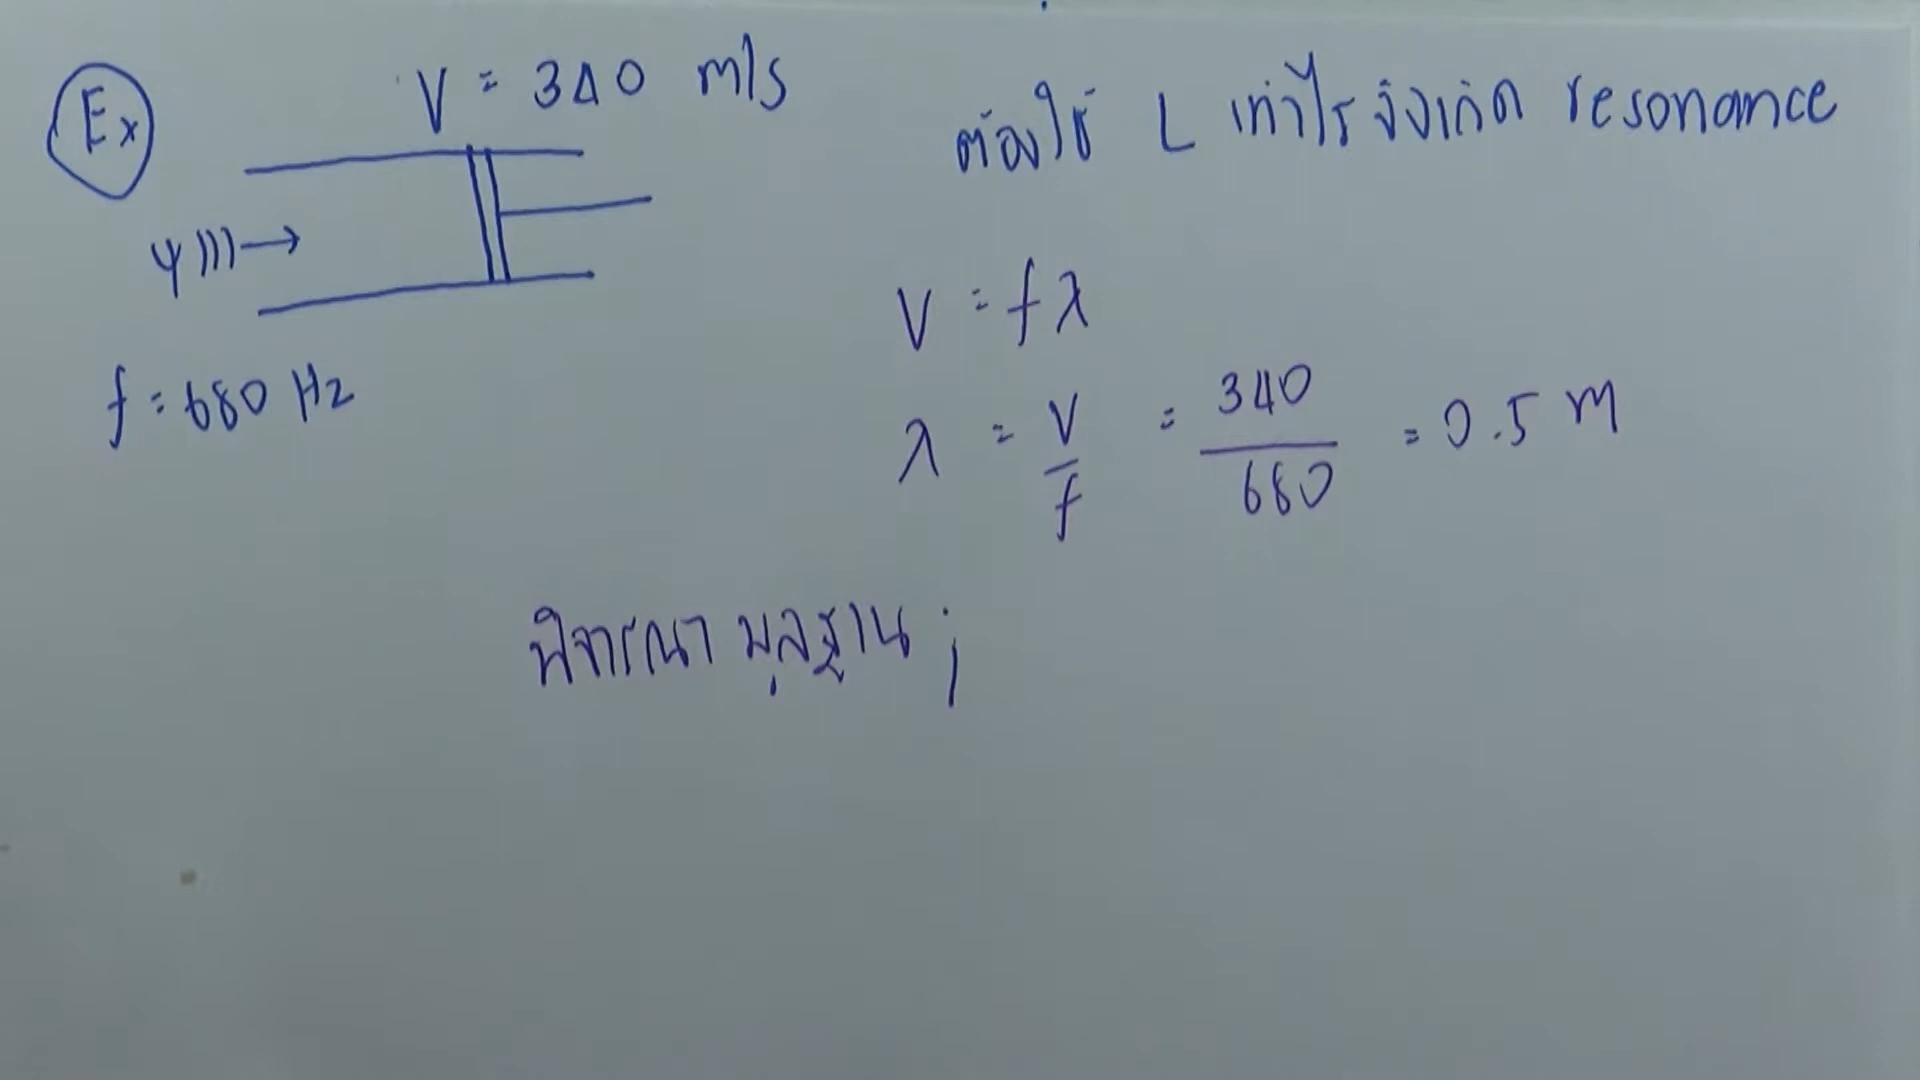 Ex
V = 340 m/s
ต้องใช้ L เท่าไร จึงเกิด resonance
f = 680 Hz
V = fλ
λ = V/f = 340/680 = 0.5 m
พิจารณา มูลฐาน ;